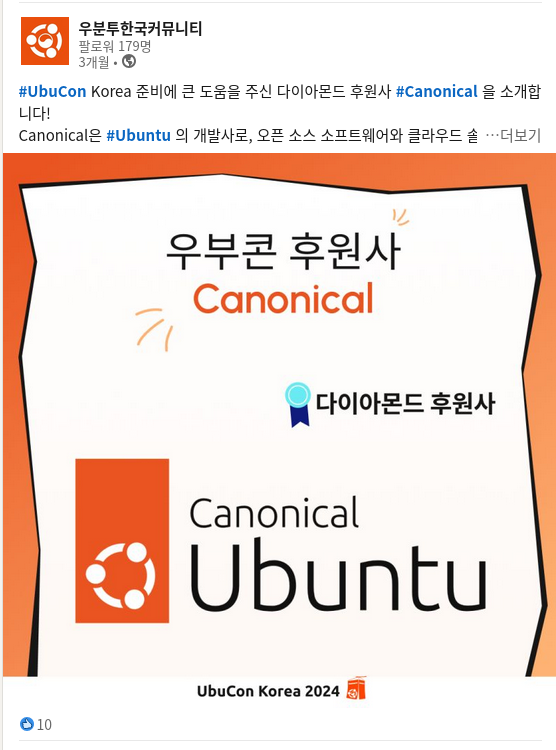 우분투한국커뮤니티
팔로워 179명
3개월 •
#UbuCon Korea 준비에 큰 도움을 주신 다이아몬드 후원사 #Canonical 을 소개합
니다!
Canonical은 #Ubuntu 의 개발사로, 오픈 소스 소프트웨어와 클라우드 솔 …더보기
우부콘 후원사
Canonical
다이아몬드 후원사
Canonical
Ubuntu
UbuCon Korea 2024
10